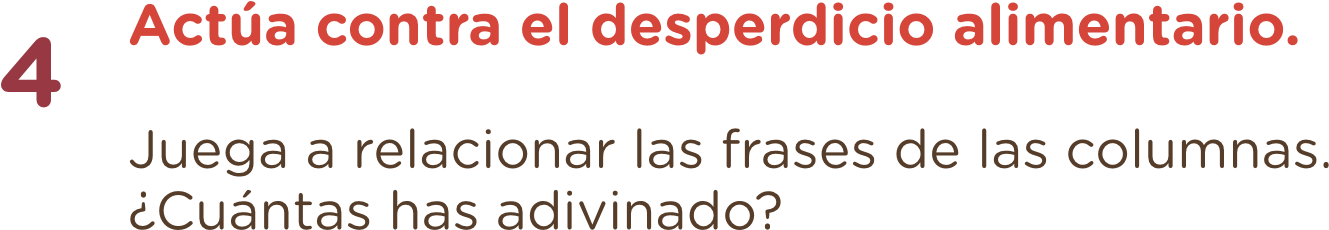 4
Actúa contra el desperdicio alimentario.
Juega a relacionar las frases de las columnas.
¿Cuántas has adivinado?